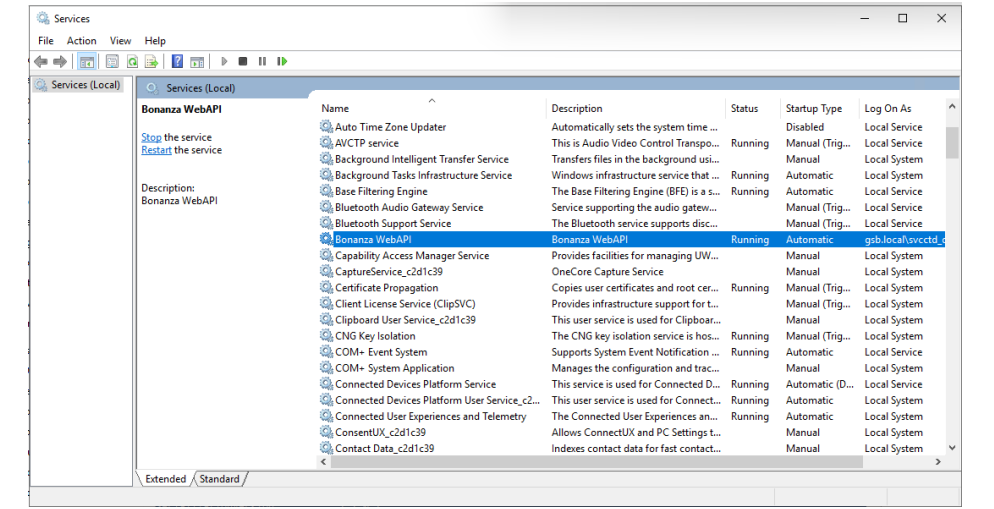 Services
File Action View Help
Services (Local)
Services (Local)
Bonanza WebAPI
Stop the service
Restart the service
Description:
Bonanza WebAPI
Name Description Status Startup Type Log On As
Auto Time Zone Updater Automatically sets the system time ... Disabled Local Service
AVCTP service This is Audio Video Control Transpo... Running Manual (Trig... Local Service
Background Intelligent Transfer Service Transfers files in the background usi... Manual Local System
Background Tasks Infrastructure Service Windows infrastructure service that ... Running Automatic Local System
Base Filtering Engine The Base Filtering Engine (BFE) is a s... Running Automatic Local Service
Bluetooth Audio Gateway Service Service supporting the audio gatew... Manual (Trig... Local Service
Bluetooth Support Service The Bluetooth service supports disc... Manual (Trig... Local Service
Bonanza WebAPI Bonanza WebAPI Running Automatic gsb.local\svcctd_c
Capability Access Manager Service Provides facilities for managing UW... Manual Local System
CaptureService_c2d1c39 OneCore Capture Service Manual Local System
Certificate Propagation Copies user certificates and root cer... Running Manual (Trig... Local System
Client License Service (ClipSVC) Provides infrastructure support for t... Manual (Trig... Local System
Clipboard User Service_c2d1c39 This user service is used for Clipboar... Manual Local System
CNG Key Isolation The CNG key isolation service is hos... Running Manual (Trig... Local System
COM+ Event System Supports System Event Notification ... Running Automatic Local Service
COM+ System Application Manages the configuration and trac... Manual Local System
Connected Devices Platform Service This service is used for Connected D... Running Automatic (D... Local Service
Connected Devices Platform User Service_c2... This user service is used for Connect... Running Automatic Local System
Connected User Experiences and Telemetry The Connected User Experiences an... Running Automatic Local System
ConsentUX_c2d1c39 Allows ConnectUX and PC Settings t... Manual Local System
Contact Data_c2d1c39 Indexes contact data for fast contact... Manual Local System
Extended Standard